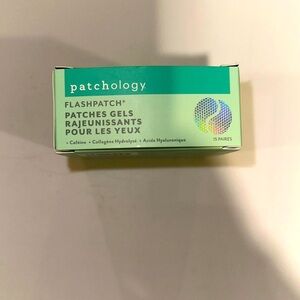 patchology
FLASHPATCH®
PATCHES GELS
RAJEUNISSANTS
POUR LES YEUX
• Caféine • Collagène Hydrolysé • Acide Hyaluronique
15 PAIRES